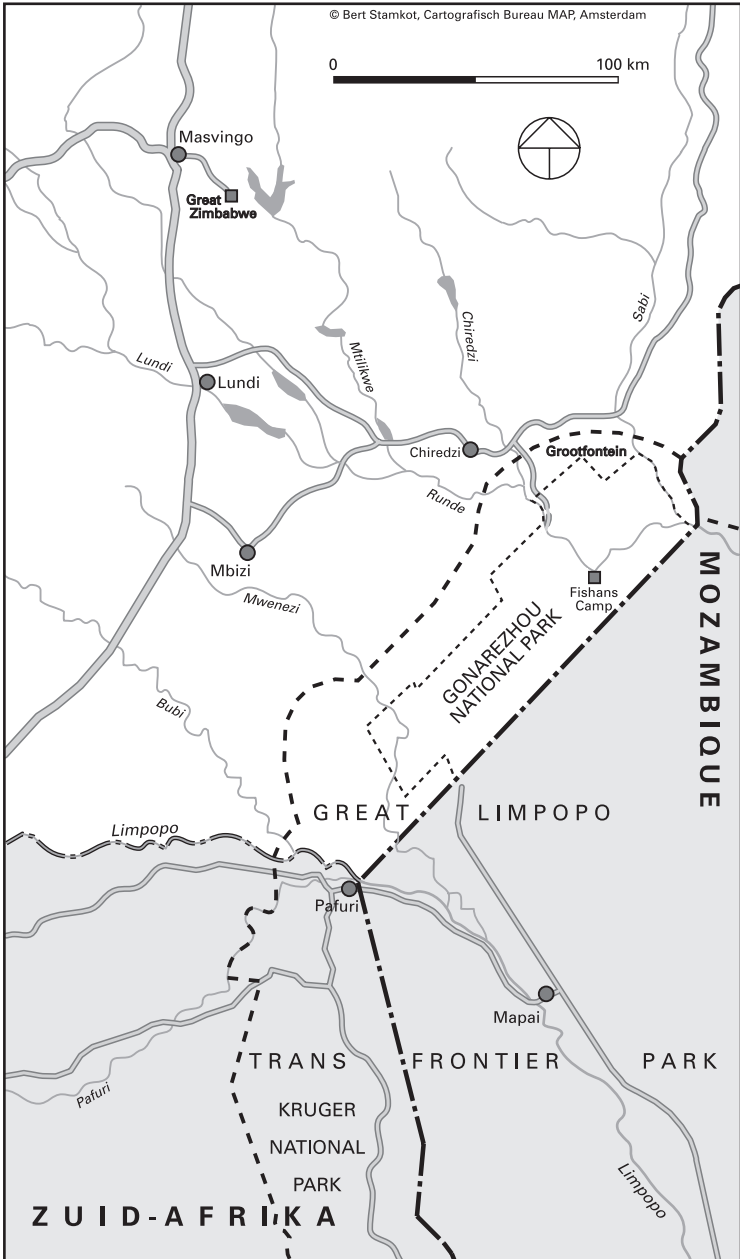 © Bert Stamkot, Cartografisch Bureau MAP, Amsterdam
0 100 km
Masvingo
Great
Zimbabwe
Sabi
Chiredzi
Mtilikwe
Lundi
Lundi
Chiredzi
Grootfontein
Runde
Mbizi
Fishans
Camp
Mwenezi
MOZAMBIQUE
GONAREZHOU
NATIONAL PARK
Bubi
GREAT LIMPOPO
Limpopo
Pafuri
Mapai
TRANS FRONTIER PARK
Pafuri
KRUGER
NATIONAL
PARK
Limpopo
ZUID-AFRIKA